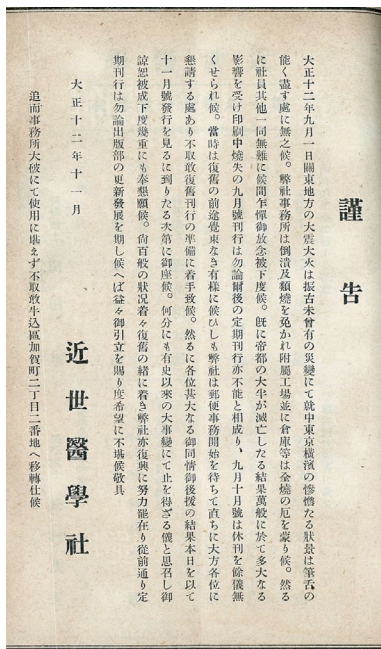 謹告
大正十二年九月一日關東地方の大震大火は振古未曾有の災變にて就中東京橫濱の慘憺たる狀景は筆舌の
能く盡す處に無之候。弊社事務所は倒潰及類燒を免かれ附屬工場並に倉庫等は全燒の厄を蒙り候。然る
に社員其他一同無難に候間乍憚御放念被下度候。旣に帝都の大半が滅亡したる結果萬般に於て多大なる
影響を受け印刷中燒失の九月號刊行は勿論爾後の定期刊行亦不能と相成り、九月十月號は休刊を餘儀無
くせられ候。當時は復舊の前途覺束なき有樣に候ひしも弊社は郵便事務開始を待ちて直ちに大方各位に
懇請する處あり不取敢復舊刊行の準備に着手致候。然るに各位甚大なる御同情御後援の結果本日を以て
十一月號發行を見るに到りたる次第に御座候。何分にも有史以來の大事變にて止を得ざる儀と思召し御
諒恕被成下度幾重にも奉懇願候。尙百般の狀況着々復舊の緒に着き弊社亦復興に努力罷在り從前通り定
期刊行は勿論出版部の更新發展を期し候へば益々御引立を賜り度希望に不堪候敬具
大正十二年十一月
近世醫學社
追而事務所大破にて使用に堪えず不取敢牛込區加賀町二丁目二番地へ移轉仕候